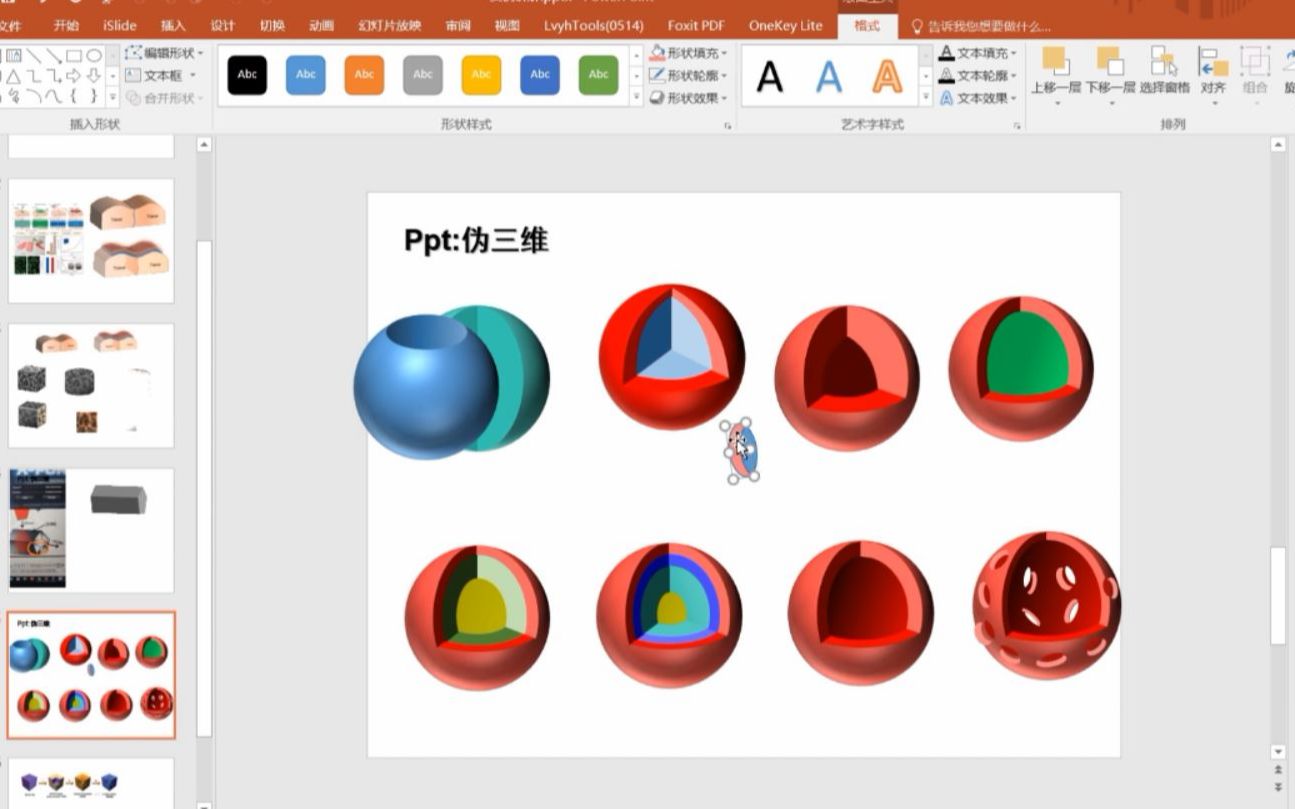 文件 开始 iSlide 插入 设计 切换 动画 幻灯片放映 审阅 视图 LvyhTools(0514) Foxit PDF OneKey Lite 格式 告诉我您想要做什么...
编辑形状
文本框
合并形状
插入形状
Abc Abc Abc Abc Abc Abc Abc
形状填充
形状轮廓
形状效果
形状样式
A A A
文本填充
文本轮廓
文本效果
艺术字样式
上移一层 下移一层 选择窗格 对齐 组合 旋
排列
Ppt:伪三维
Ppt:伪三维